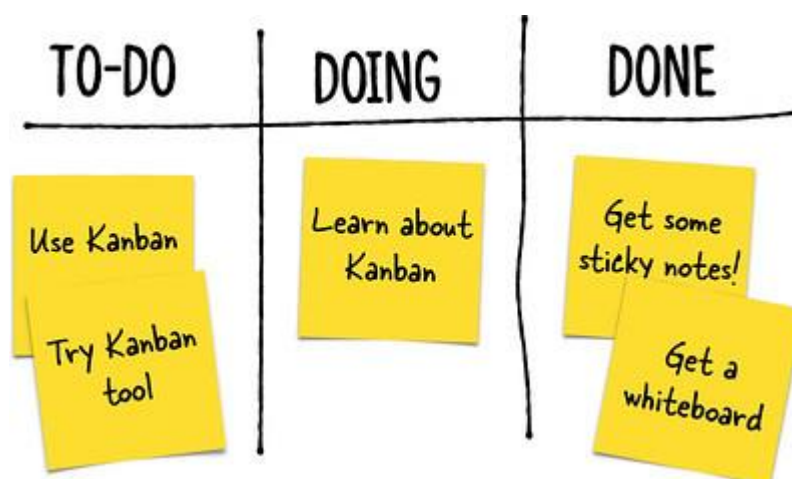 TO-DO
DOING
DONE
Use Kanban
Try Kanban
tool
Learn about
Kanban
Get some
sticky notes!
Get a
whiteboard